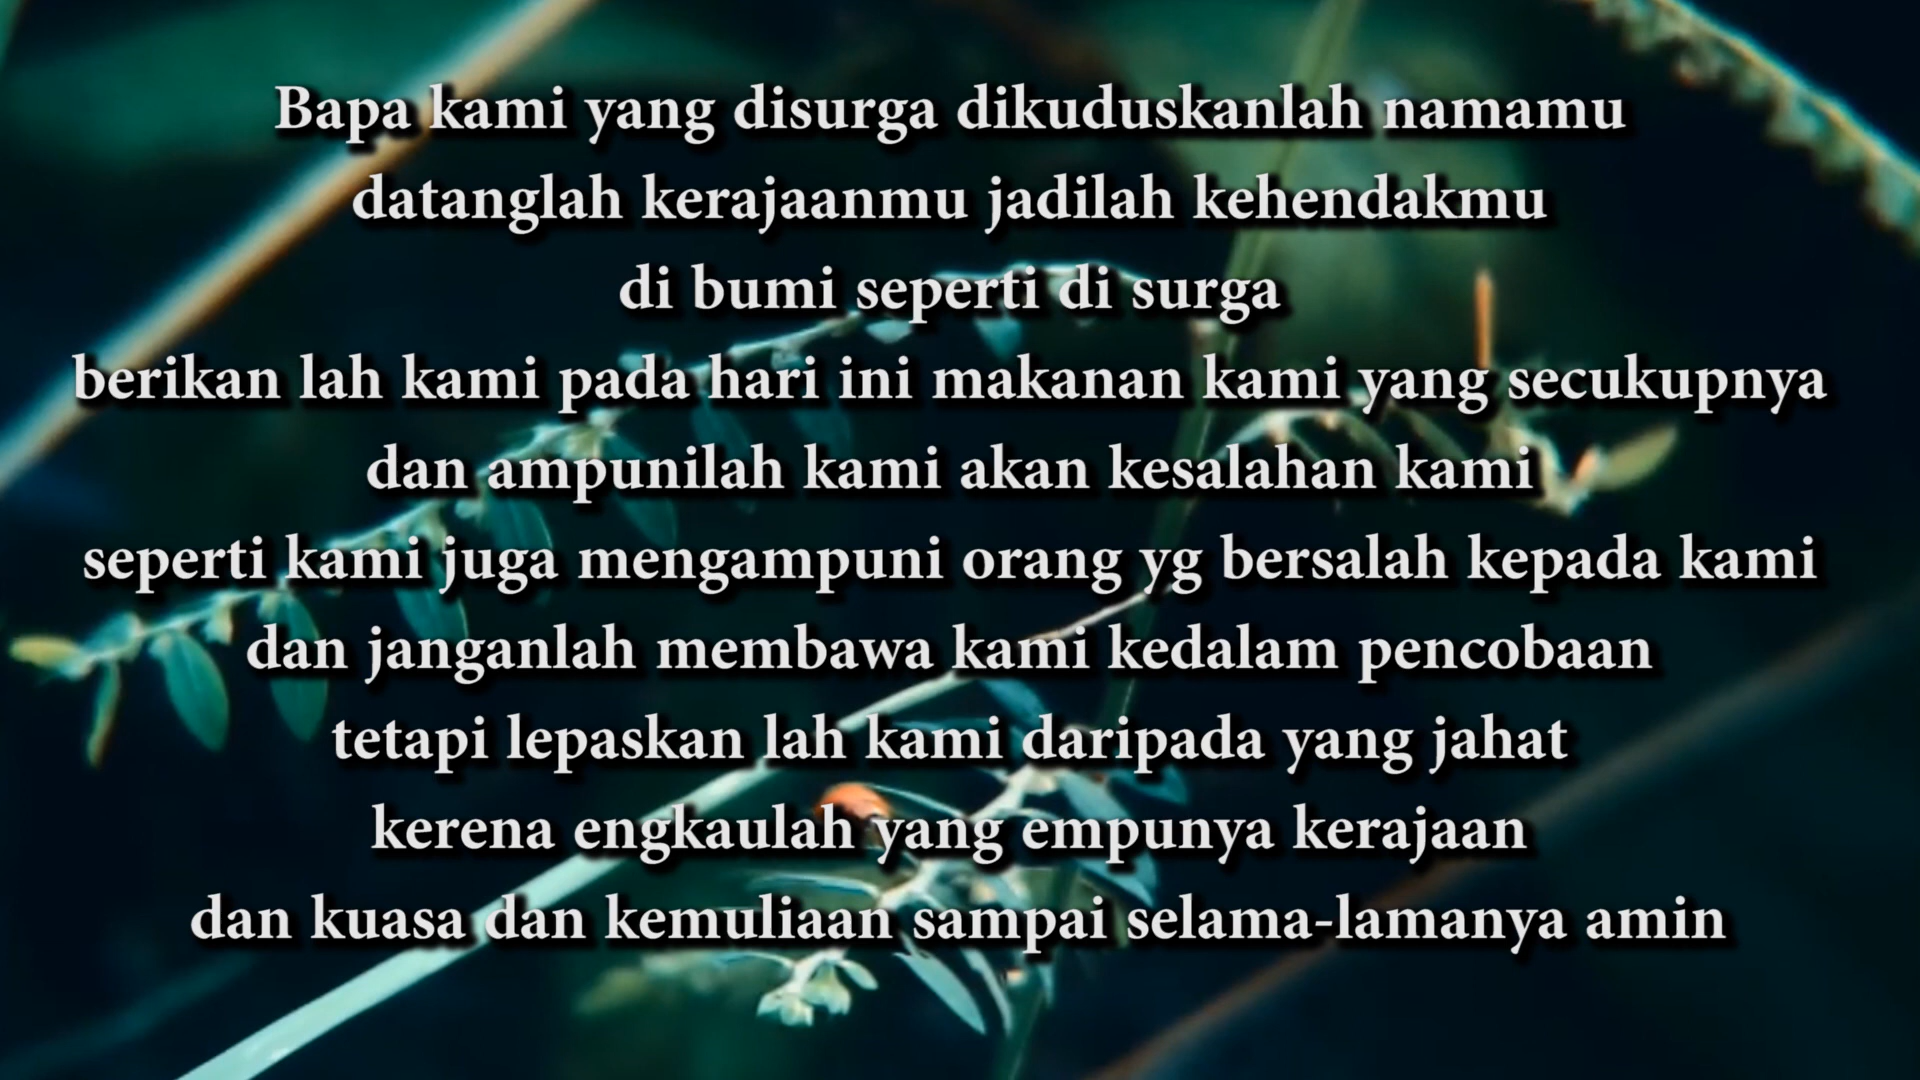 Bapa kami yang disurga dikuduskanlah namamu
datanglah kerajaanmu jadilah kehendakmu
di bumi seperti di surga
berikan lah kami pada hari ini makanan kami yang secukupnya
dan ampunilah kami akan kesalahan kami
seperti kami juga mengampuni orang yg bersalah kepada kami
dan janganlah membawa kami kedalam pencobaan
tetapi lepaskan lah kami daripada yang jahat
kerena engkaulah yang empunya kerajaan
dan kuasa dan kemuliaan sampai selama-lamanya amin